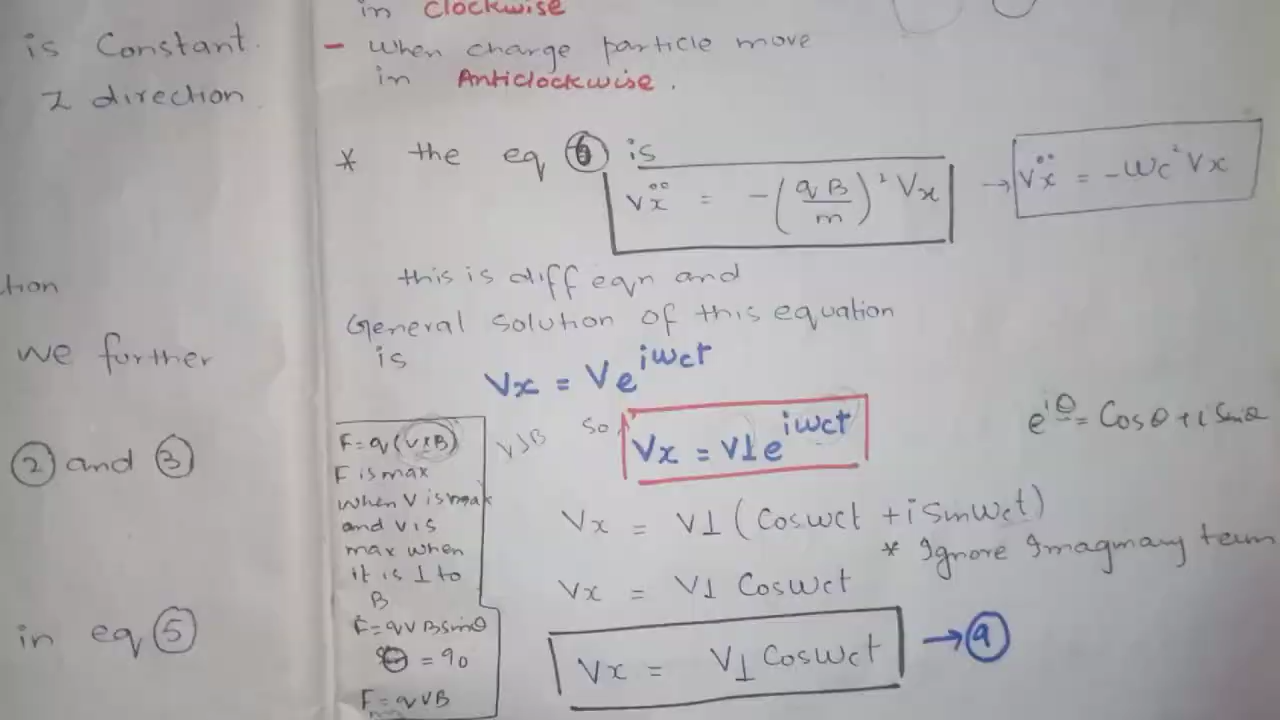 is Constant.
Z direction
tion
we further
② and ③
in eq ⑤
in Clockwise
- when charge particle move
in Anticlockwise.
* the eq ⑥ is
V̈x = -(qB/m)² Vx → V̈x = -ωc² Vx
this is diff eqn and
General solution of this equation
is
Vx = Ve^iωct
V⊥B so, Vx = V⊥e^iωct
e^iθ = Cosθ + i Sinθ
Vx = V⊥ (Cosωct + i Sinωct)
* Ignore Imaginary term
Vx = V⊥ Cosωct
Vx = V⊥ Cosωct → ⑨
F = q(VxB)
F is max
when V is max
and V is
max when
it is ⊥ to
B
F = qVBsinθ
θ = 90
F = qVB